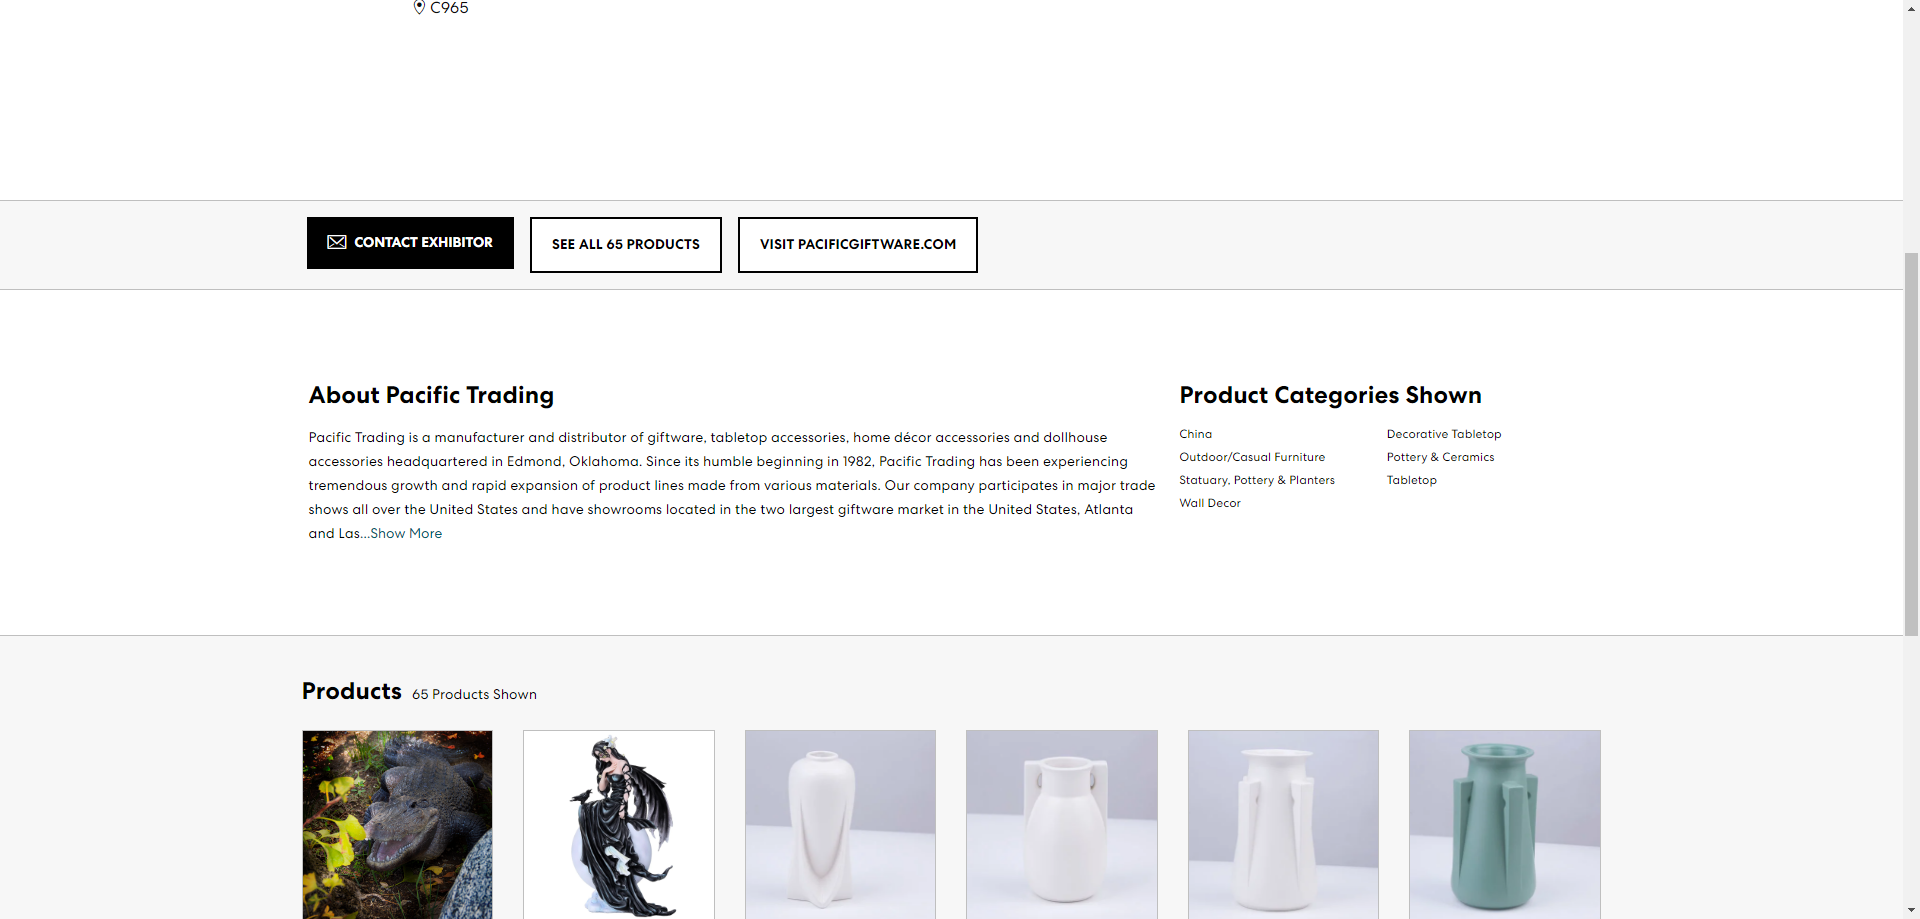 C965
CONTACT EXHIBITOR
SEE ALL 65 PRODUCTS
VISIT PACIFICGIFTWARE.COM
About Pacific Trading
Pacific Trading is a manufacturer and distributor of giftware, tabletop accessories, home décor accessories and dollhouse
accessories headquartered in Edmond, Oklahoma. Since its humble beginning in 1982, Pacific Trading has been experiencing
tremendous growth and rapid expansion of product lines made from various materials. Our company participates in major trade
shows all over the United States and have showrooms located in the two largest giftware market in the United States, Atlanta
and Las...Show More
Product Categories Shown
China
Outdoor/Casual Furniture
Statuary, Pottery & Planters
Wall Decor
Decorative Tabletop
Pottery & Ceramics
Tabletop
Products 65 Products Shown